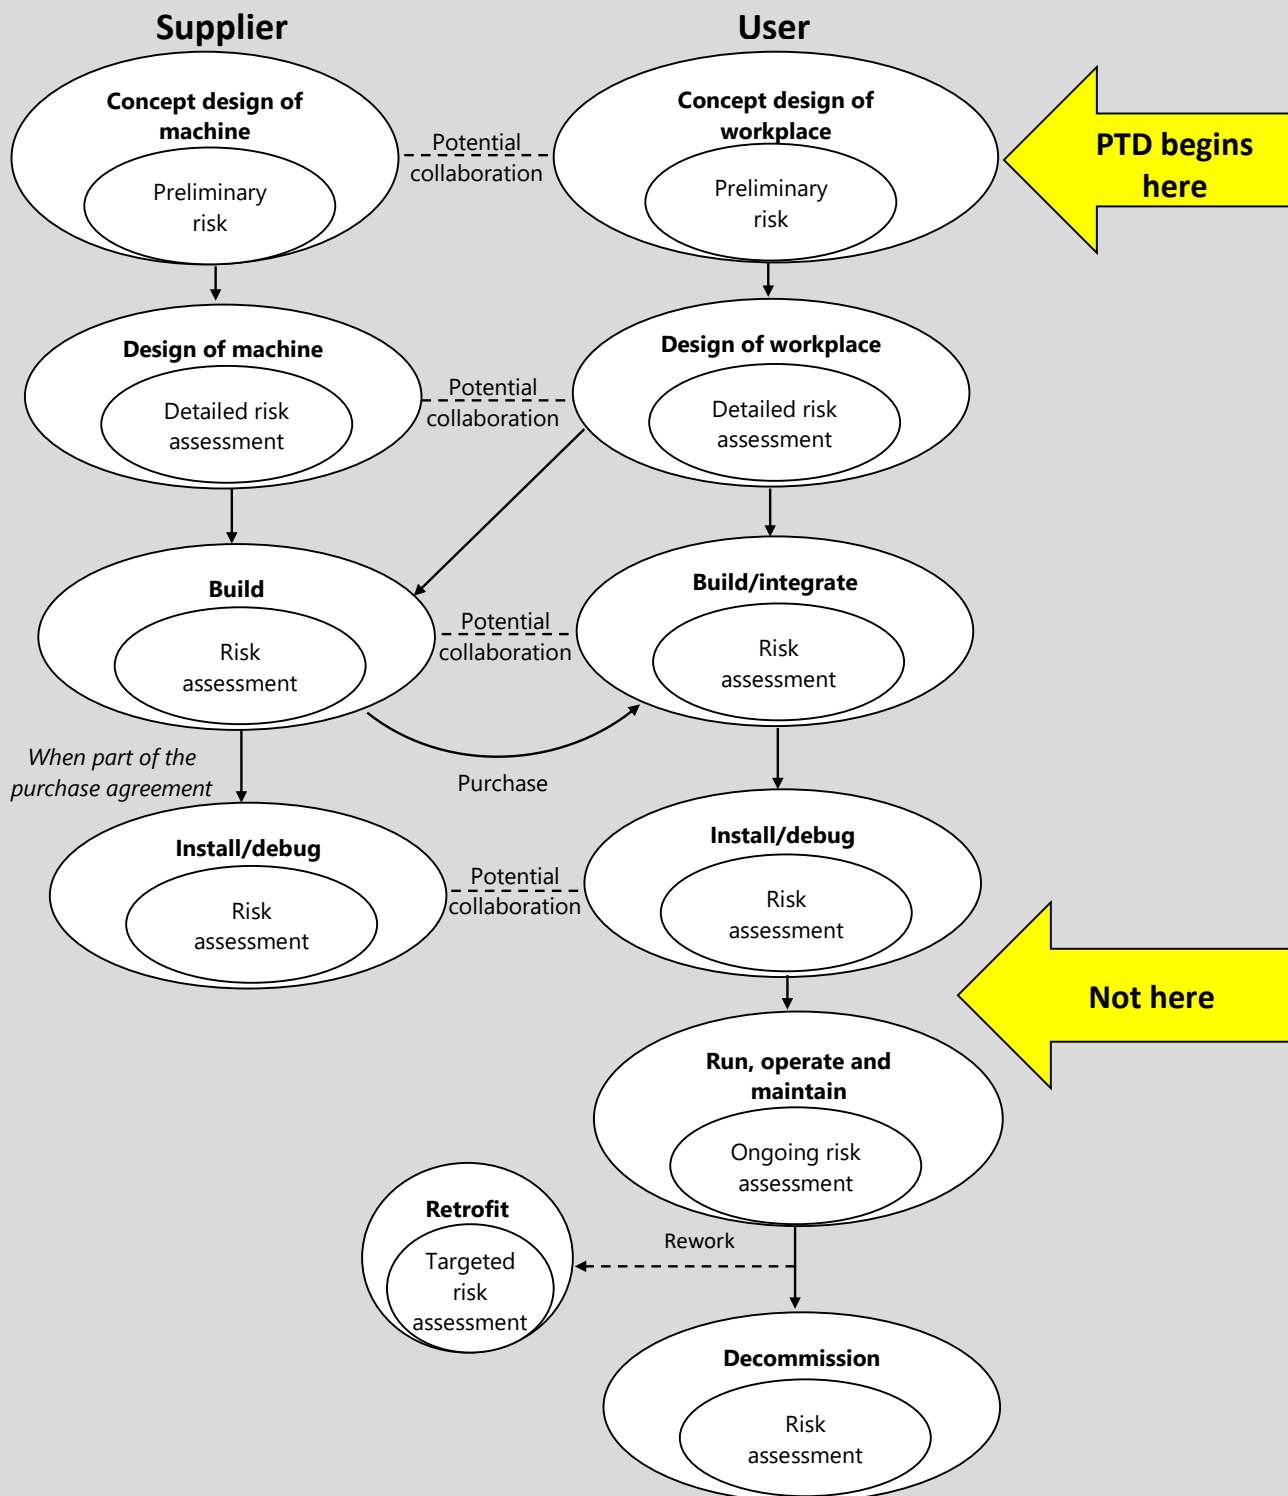 Supplier
User
Concept design of
machine
Preliminary
risk
Potential
collaboration
Concept design of
workplace
Preliminary
risk
PTD begins
here
Design of machine
Detailed risk
assessment
Potential
collaboration
Design of workplace
Detailed risk
assessment
Build
Risk
assessment
Potential
collaboration
Build/integrate
Risk
assessment
When part of the
purchase agreement
Purchase
Install/debug
Risk
assessment
Potential
collaboration
Install/debug
Risk
assessment
Not here
Run, operate and
maintain
Ongoing risk
assessment
Retrofit
Targeted
risk
assessment
Rework
Decommission
Risk
assessment